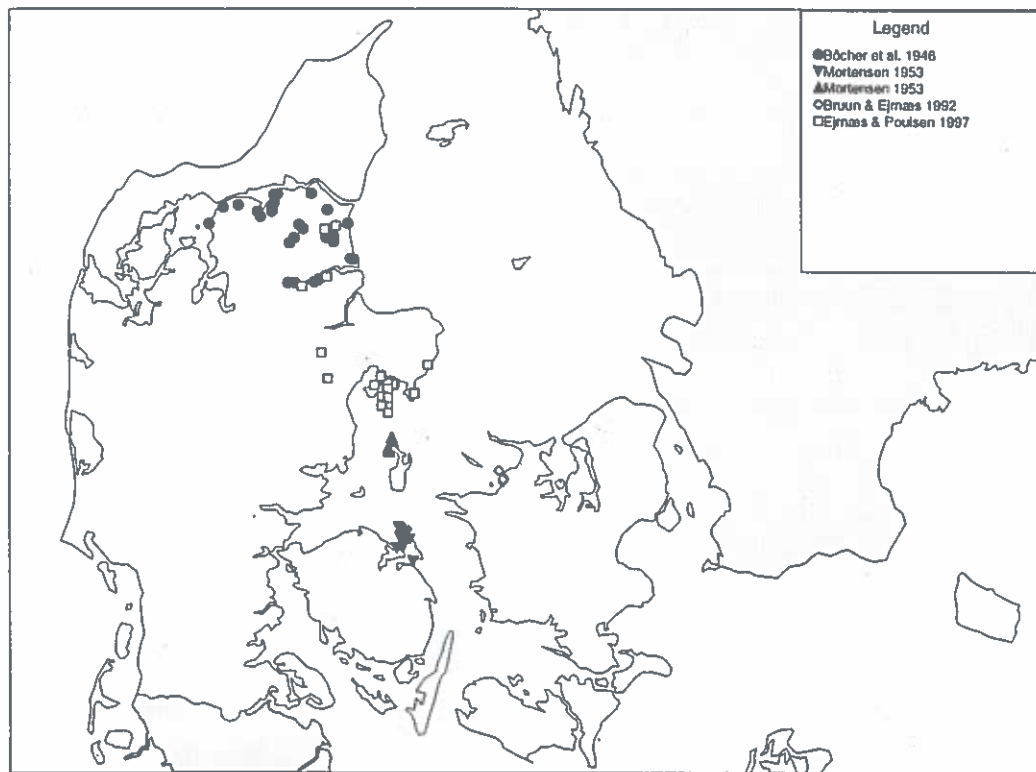 Legend
Böcher et al. 1946
Mortensen 1953
Mortensen 1953
Bruun & Ejrnæs 1992
Ejrnæs & Poulsen 1997